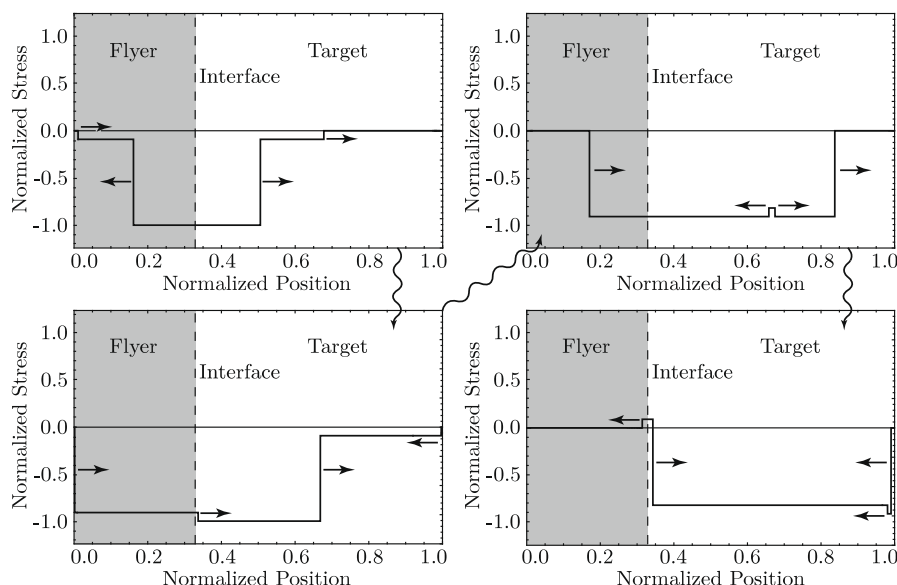 Normalized Stress
1.0
0.5
0.0
-0.5
-1.0
Flyer
Target
Interface
0.0 0.2 0.4 0.6 0.8 1.0
Normalized Position
Normalized Stress
1.0
0.5
0.0
-0.5
-1.0
Flyer
Target
Interface
0.0 0.2 0.4 0.6 0.8 1.0
Normalized Position
Normalized Stress
1.0
0.5
0.0
-0.5
-1.0
Flyer
Target
Interface
0.0 0.2 0.4 0.6 0.8 1.0
Normalized Position
Normalized Stress
1.0
0.5
0.0
-0.5
-1.0
Flyer
Target
Interface
0.0 0.2 0.4 0.6 0.8 1.0
Normalized Position